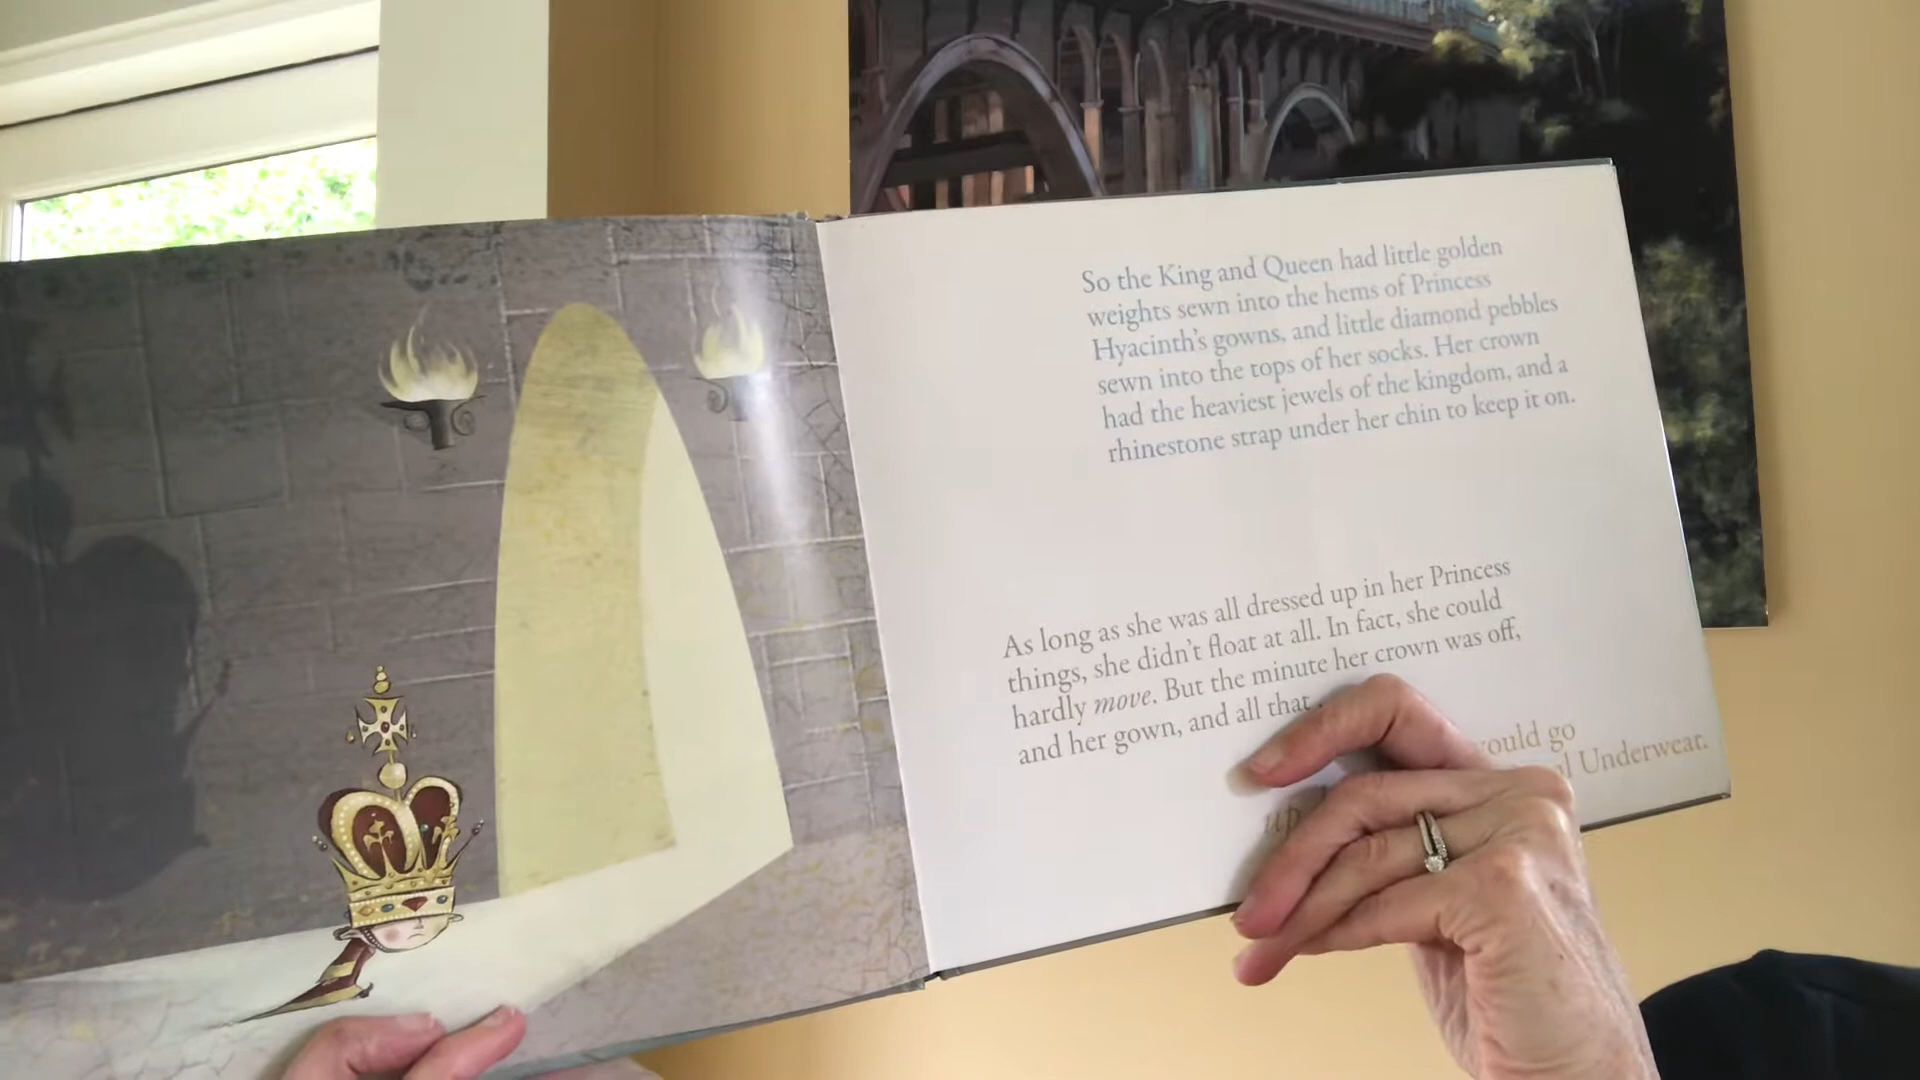 So the King and Queen had little golden
weights sewn into the hems of Princess
Hyacinth's gowns, and little diamond pebbles
sewn into the tops of her socks. Her crown
had the heaviest jewels of the kingdom, and a
rhinestone strap under her chin to keep it on.
As long as she was all dressed up in her Princess
things, she didn't float at all. In fact, she could
hardly move. But the minute her crown was off,
and her gown, and all that .
go
up Underwear.